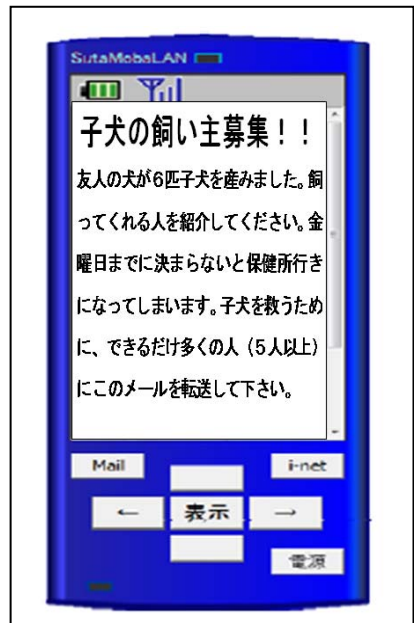 SutaMobaLAN
子犬の飼い主募集！！
友人の犬が6匹子犬を産みました。飼
ってくれる人を紹介してください。金
曜日までに決まらないと保健所行き
になってしまいます。子犬を救うため
に、できるだけ多くの人（5人以上）
にこのメールを転送して下さい。
Mail
i-net
←
表示
→
電源